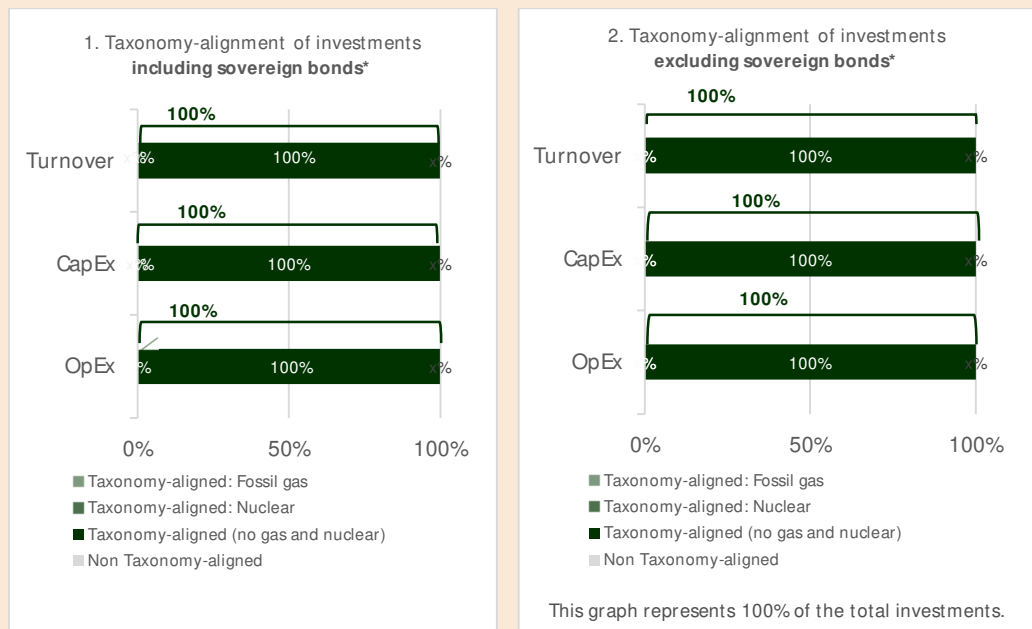 1. Taxonomy-alignment of investments
including sovereign bonds*
100%
Turnover
100%
x%
100%
CapEx
100%
x%
100%
OpEx
%
100%
x%
0%
50%
100%
Taxonomy-aligned: Fossil gas
Taxonomy-aligned: Nuclear
Taxonomy-aligned (no gas and nuclear)
Non Taxonomy-aligned
2. Taxonomy-alignment of investments
excluding sovereign bonds*
100%
Turnover
%
100%
x%
100%
CapEx
%
100%
x%
100%
OpEx
%
100%
x%
0%
50%
100%
Taxonomy-aligned: Fossil gas
Taxonomy-aligned: Nuclear
Taxonomy-aligned (no gas and nuclear)
Non Taxonomy-aligned
This graph represents 100% of the total investments.